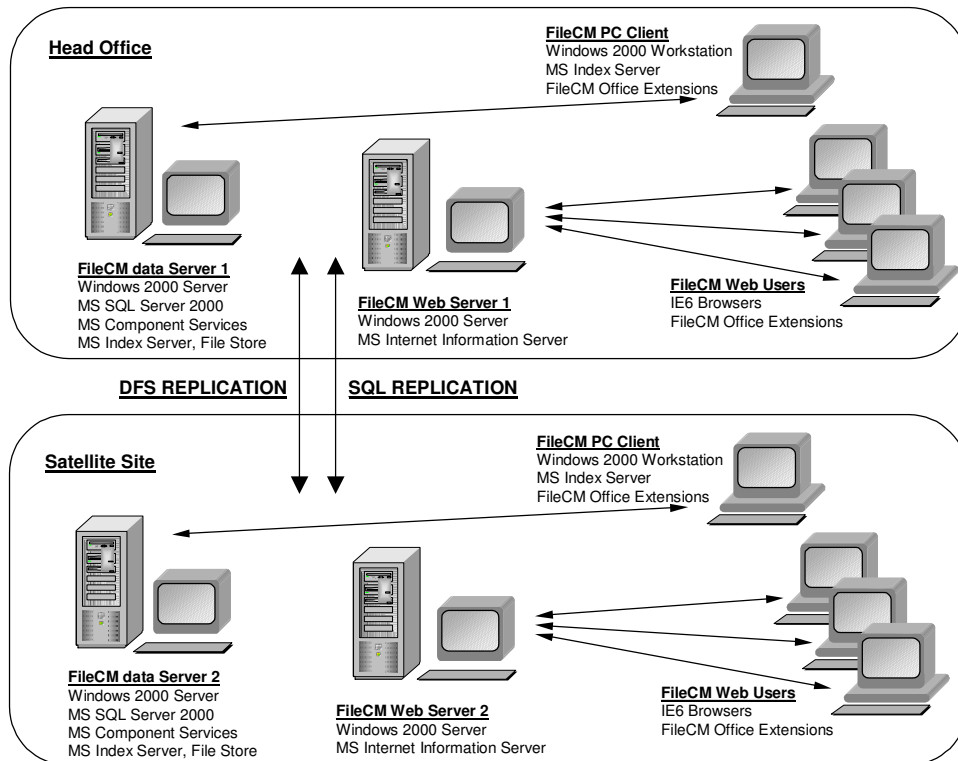 Head Office
FileCM PC Client
Windows 2000 Workstation
MS Index Server
FileCM Office Extensions
FileCM data Server 1
Windows 2000 Server
MS SQL Server 2000
MS Component Services
MS Index Server, File Store
FileCM Web Server 1
Windows 2000 Server
MS Internet Information Server
FileCM Web Users
IE6 Browsers
FileCM Office Extensions
DFS REPLICATION
SQL REPLICATION
Satellite Site
FileCM PC Client
Windows 2000 Workstation
MS Index Server
FileCM Office Extensions
FileCM data Server 2
Windows 2000 Server
MS SQL Server 2000
MS Component Services
MS Index Server, File Store
FileCM Web Server 2
Windows 2000 Server
MS Internet Information Server
FileCM Web Users
IE6 Browsers
FileCM Office Extensions